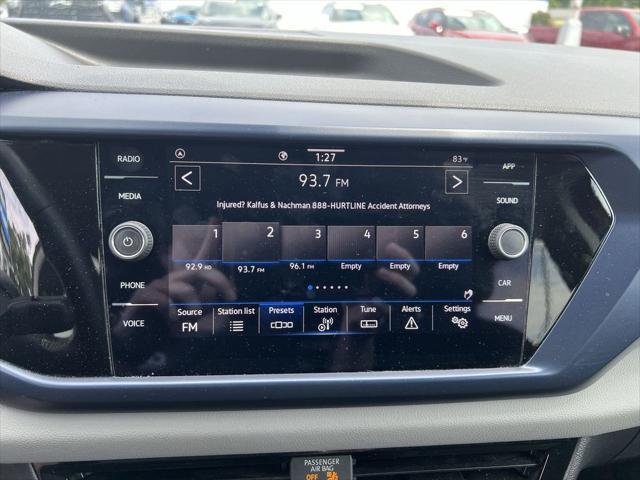 RADIO
MEDIA
PHONE
VOICE
1:27
83°F
93.7 FM
Injured? Kalfus & Nachman 888-HURTLINE Accident Attorneys
1 2 3 4 5 6
92.9 HD 93.7 FM 96.1 FM Empty Empty Empty
Source Station list Presets Station Tune Alerts Settings
FM
APP
SOUND
CAR
MENU
PASSENGER
AIR BAG
OFF